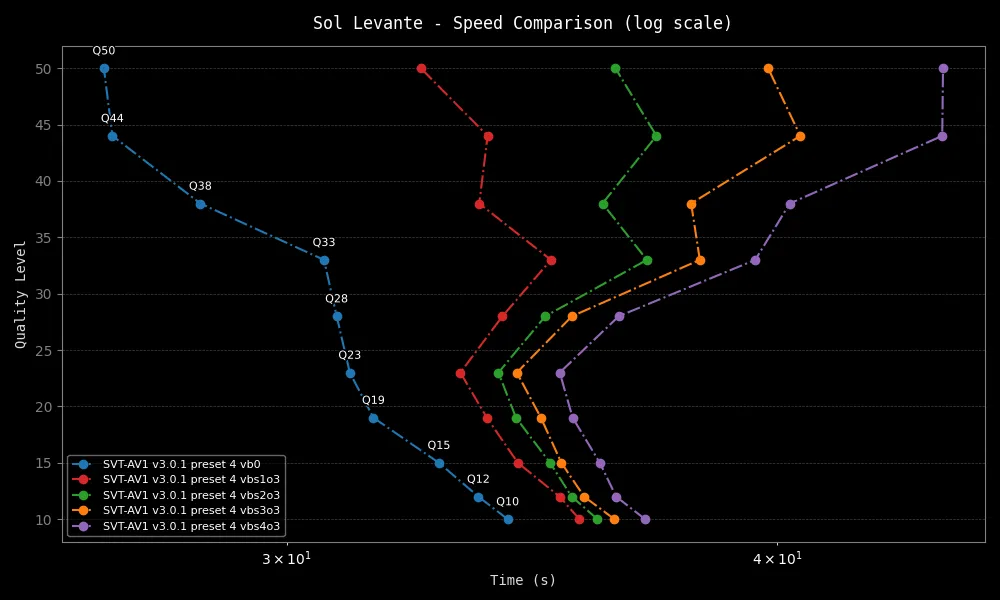 Sol Levante - Speed Comparison (log scale)
Quality Level
50
45
40
35
30
25
20
15
10
Q50
Q44
Q38
Q33
Q28
Q23
Q19
Q15
Q12
Q10
SVT-AV1 v3.0.1 preset 4 vb0
SVT-AV1 v3.0.1 preset 4 vbs1o3
SVT-AV1 v3.0.1 preset 4 vbs2o3
SVT-AV1 v3.0.1 preset 4 vbs3o3
SVT-AV1 v3.0.1 preset 4 vbs4o3
3×10¹
4×10¹
Time (s)